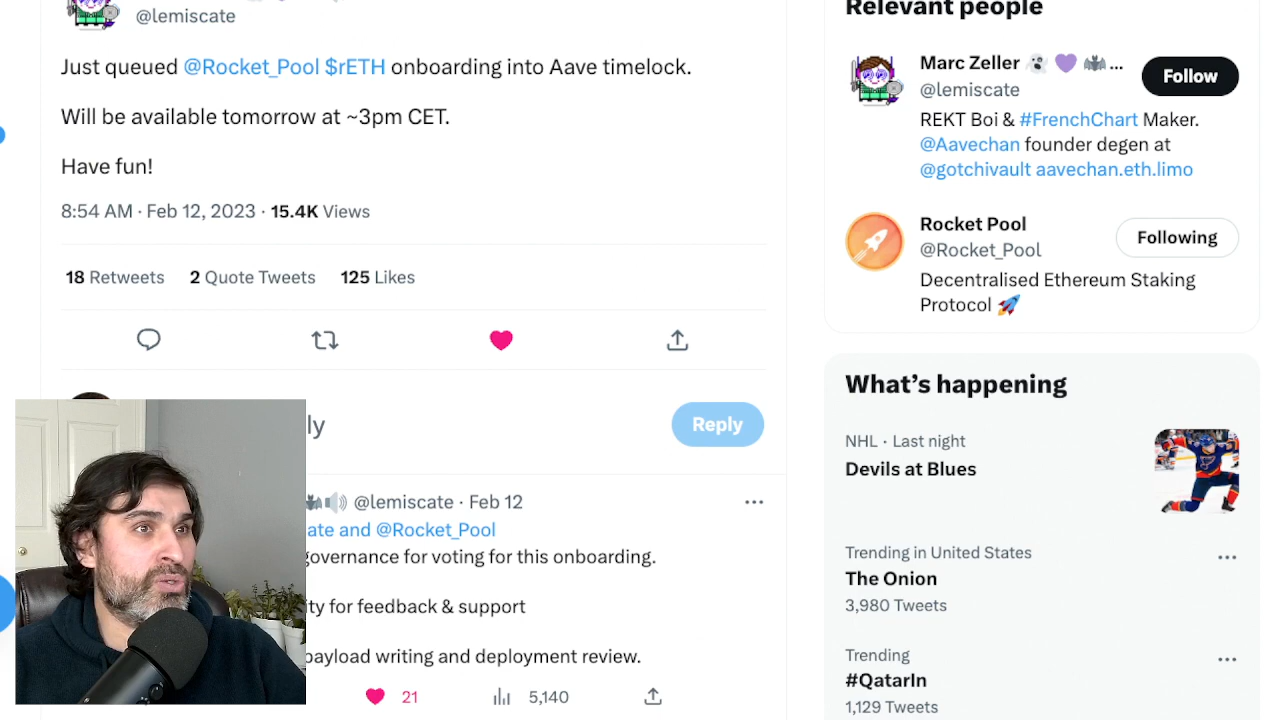 @lemiscate
Just queued @Rocket_Pool $rETH onboarding into Aave timelock.
Will be available tomorrow at ~3pm CET.
Have fun!
8:54 AM · Feb 12, 2023 · 15.4K Views
18 Retweets 2 Quote Tweets 125 Likes
ly
Reply
@lemiscate · Feb 12
ate and @Rocket_Pool
governance for voting for this onboarding.
ty for feedback & support
payload writing and deployment review.
21 5,140
Relevant people
Marc Zeller ...
@lemiscate
Follow
REKT Boi & #FrenchChart Maker.
@Aavechan founder degen at
@gotchivault aavechan.eth.limo
Rocket Pool
@Rocket_Pool
Following
Decentralised Ethereum Staking
Protocol
What's happening
NHL · Last night
Devils at Blues
Trending in United States
The Onion
3,980 Tweets
Trending
#QatarIn
1,129 Tweets